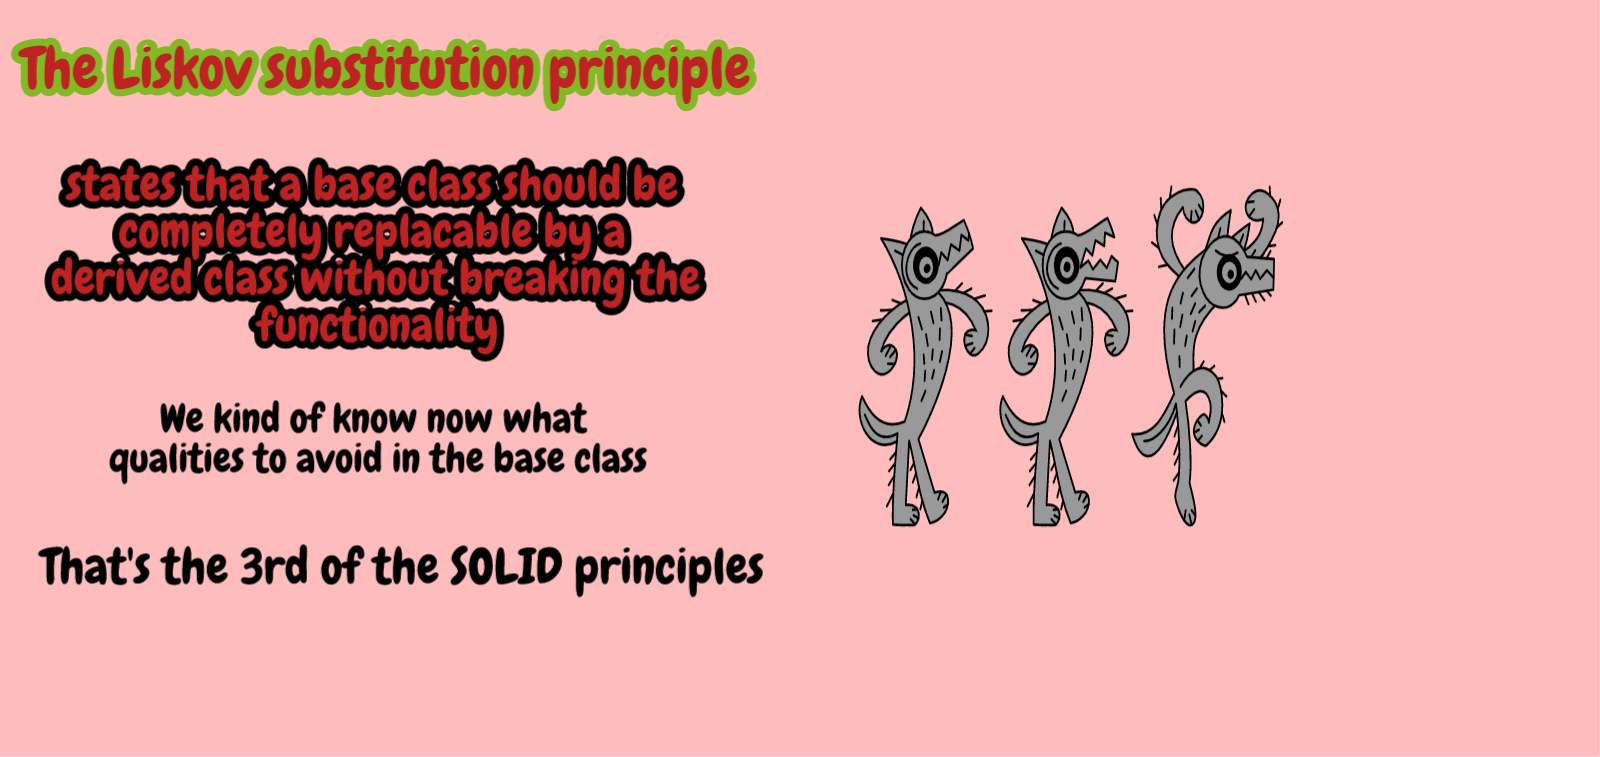 The Liskov substitution principle
states that a base class should be
completely replacable by a
derived class without breaking the
functionality
We kind of know now what
qualities to avoid in the base class
That's the 3rd of the SOLID principles